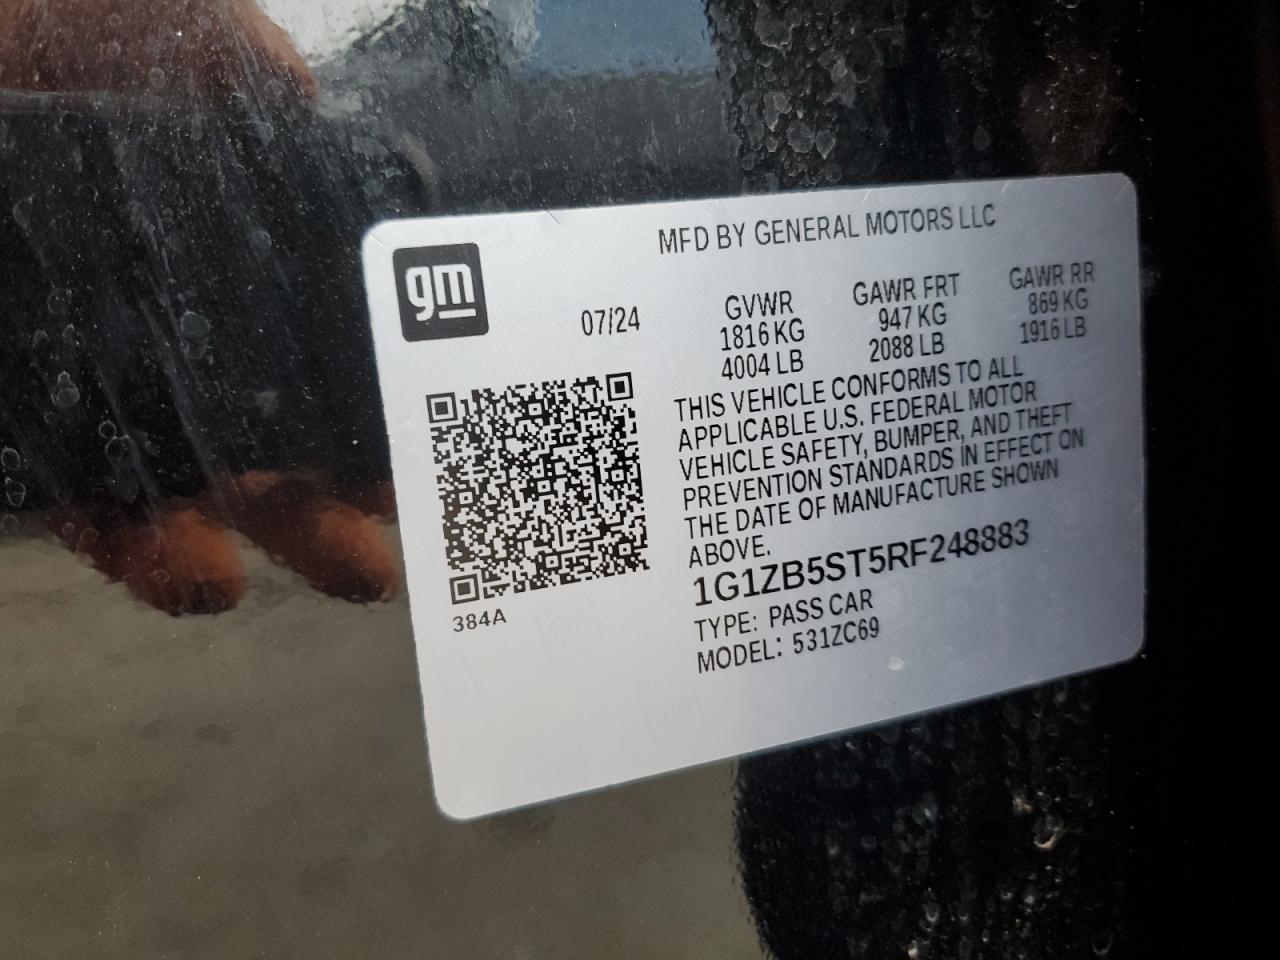 MFD BY GENERAL MOTORS LLC
gm
07/24
GVWR GAWR FRT GAWR RR
1816 KG 947 KG 869 KG
4004 LB 2088 LB 1916 LB
THIS VEHICLE CONFORMS TO ALL
APPLICABLE U.S. FEDERAL MOTOR
VEHICLE SAFETY, BUMPER, AND THEFT
PREVENTION STANDARDS IN EFFECT ON
THE DATE OF MANUFACTURE SHOWN
ABOVE.
1G1ZB5ST5RF248883
384A
TYPE: PASS CAR
MODEL: 531ZC69